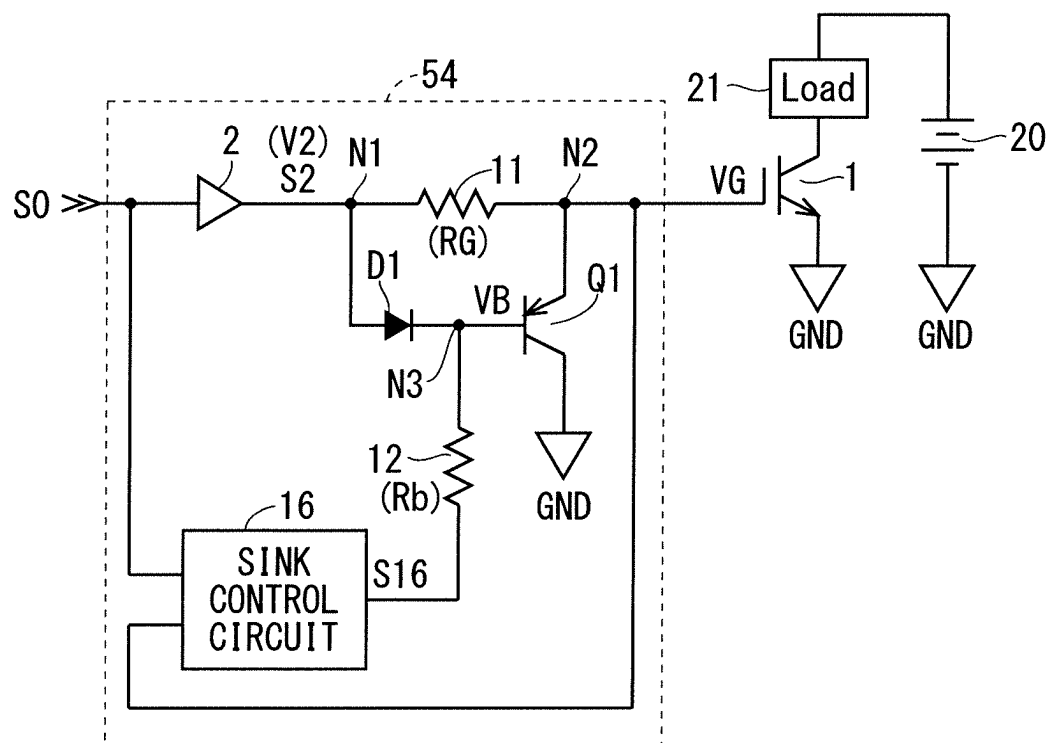 54
21
Load
20
2
(V2)
S2
N1
11
N2
VG
1
S0
(RG)
D1
VB
Q1
GND
GND
N3
12
(Rb)
GND
16
SINK
CONTROL
CIRCUIT
S16